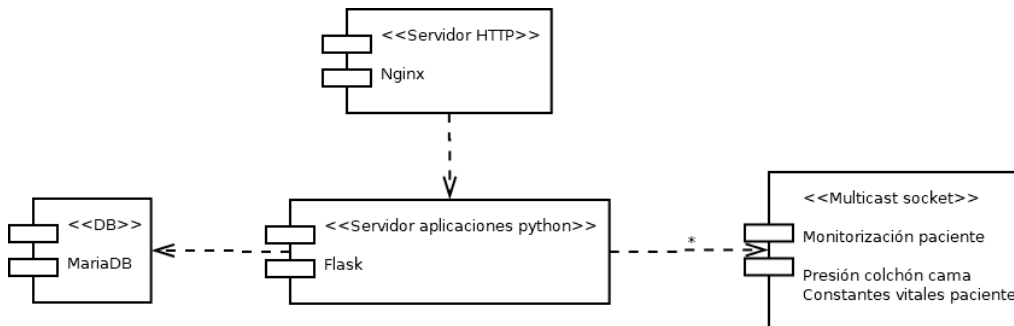 <<Servidor HTTP>>
Nginx
<<DB>>
MariaDB
<<Servidor aplicaciones python>>
Flask
*
<<Multicast socket>>
Monitorización paciente
Presión colchón cama
Constantes vitales paciente